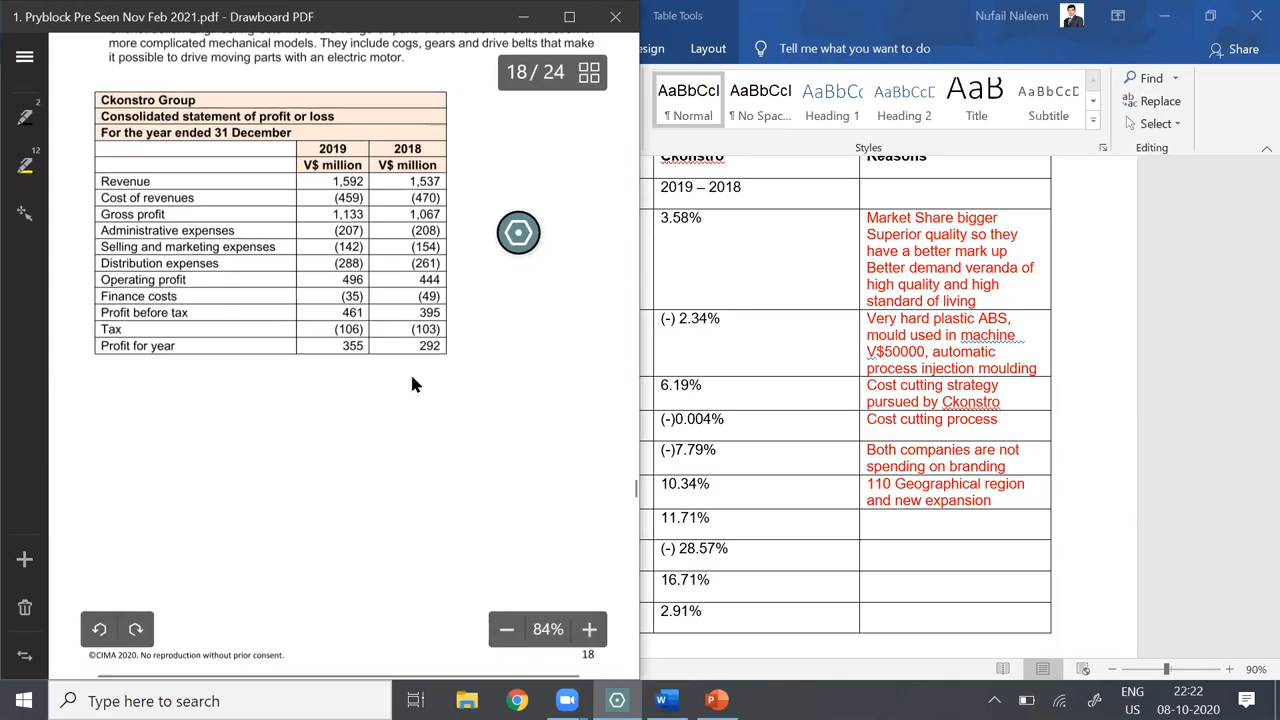 1. Pryblock Pre Seen Nov Feb 2021.pdf - Drawboard PDF
more complicated mechanical models. They include cogs, gears and drive belts that make
it possible to drive moving parts with an electric motor.
18 / 24
2
12
Ckonstro Group
Consolidated statement of profit or loss
For the year ended 31 December
2019 2018
V$ million V$ million
Revenue 1,592 1,537
Cost of revenues (459) (470)
Gross profit 1,133 1,067
Administrative expenses (207) (208)
Selling and marketing expenses (142) (154)
Distribution expenses (288) (261)
Operating profit 496 444
Finance costs (35) (49)
Profit before tax 461 395
Tax (106) (103)
Profit for year 355 292
84%
©CIMA 2020. No reproduction without prior consent. 18
Table Tools
Nufail Naleem
Layout
Tell me what you want to do
Share
AaBbCcI AaBbCcI AaBbC AaBbCcD AaB AaBbCcD
¶ Normal ¶ No Spac... Heading 1 Heading 2 Title Subtitle
Styles
Find
Replace
Select
Editing
Ckonstro Reasons
2019 – 2018
3.58% Market Share bigger
Superior quality so they
have a better mark up
Better demand veranda of
high quality and high
standard of living
(-) 2.34% Very hard plastic ABS,
mould used in machine
V$50000, automatic
process injection moulding
6.19% Cost cutting strategy
pursued by Ckonstro
(-)0.004% Cost cutting process
(-)7.79% Both companies are not
spending on branding
10.34% 110 Geographical region
and new expansion
11.71%
(-) 28.57%
16.71%
2.91%
90%
Type here to search
ENG
US
22:22
08-10-2020